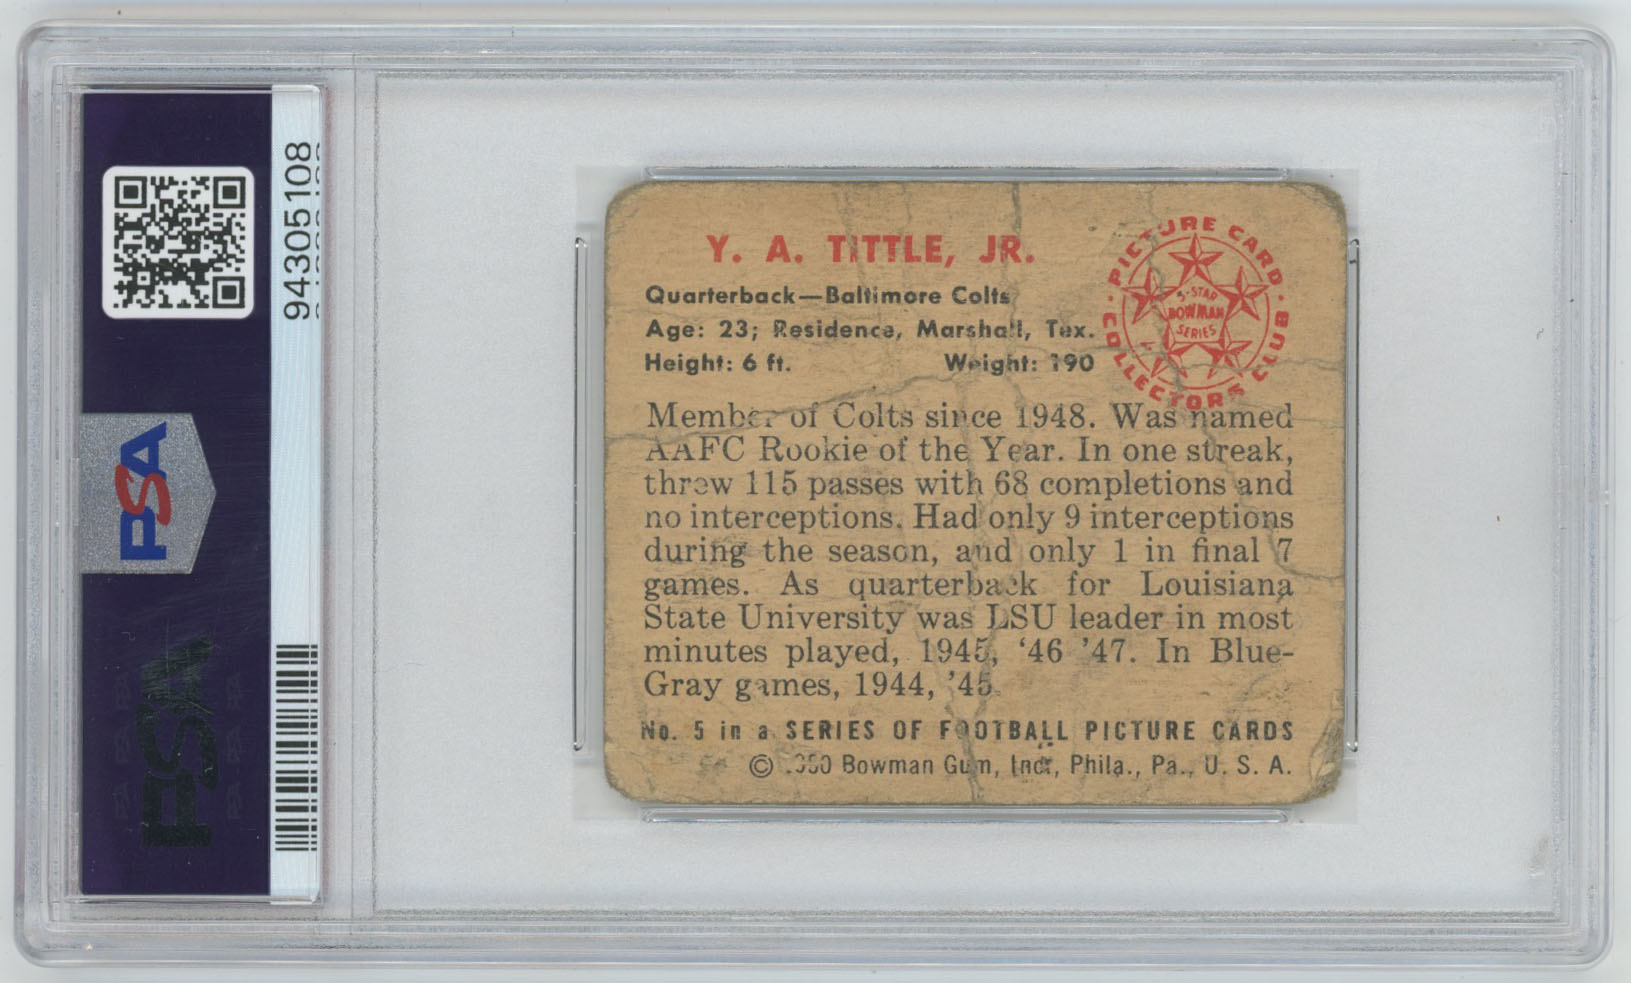 94305108
PSA
PSA
Y. A. TITTLE, JR.
Quarterback—Baltimore Colts
Age: 23; Residence, Marshall, Tex.
Height: 6 ft. Weight: 190
PICTURE CARD COLLECTORS CLUB
5-STAR
BOWMAN
SERIES
Member of Colts since 1948. Was named
AAFC Rookie of the Year. In one streak,
threw 115 passes with 68 completions and
no interceptions. Had only 9 interceptions
during the season, and only 1 in final 7
games. As quarterback for Louisiana
State University was LSU leader in most
minutes played, 1945, ‘46 ’47. In Blue-
Gray games, 1944, ’45.
No. 5 in a SERIES OF FOOTBALL PICTURE CARDS
© 1950 Bowman Gum, Inc., Phila., Pa., U. S. A.